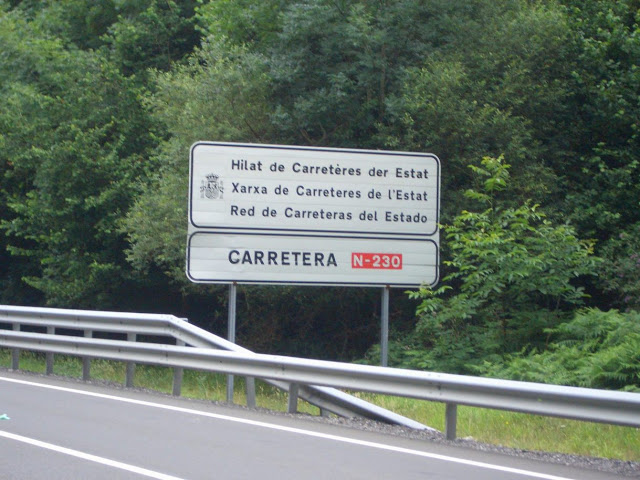 Hilat de Carretères der Estat
Xarxa de Carreteres de l'Estat
Red de Carreteras del Estado
CARRETERA N-230